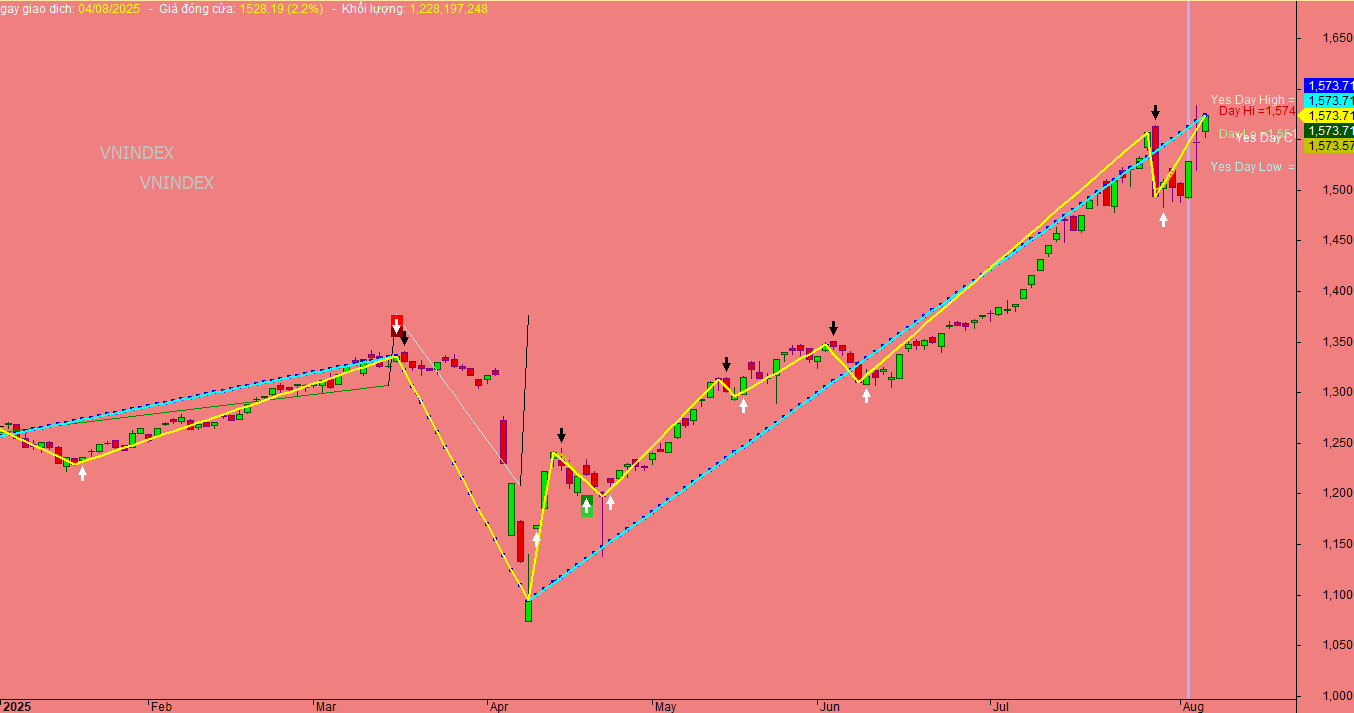 gay giao dich: 04/08/2025 - Giá đóng cửa: 1528.19 (2.2%) - Khối lượng: 1,228,197,248
1,650
1,573.71
Yes Day High = 1,573.71
Day Hi =1,574 1,573.71
Day Lo =1,551 1,573.71
Yes Day C
1,573.57
VNINDEX
Yes Day Low =
VNINDEX
1,500
1,450
1,400
1,350
1,300
1,250
1,200
1,150
1,100
1,050
1,000
2025 Feb Mar Apr May Jun Jul Aug